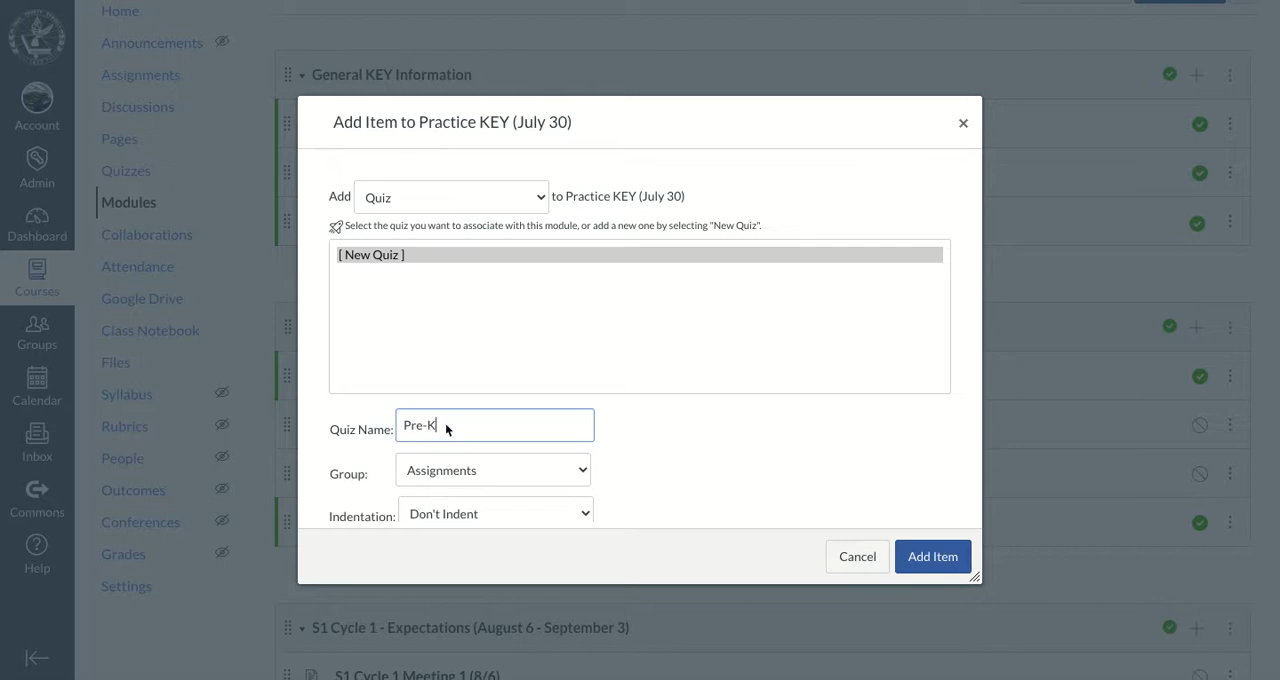 Home
Announcements
Assignments
Discussions
Pages
Quizzes
Modules
Collaborations
Attendance
Google Drive
Class Notebook
Files
Syllabus
Rubrics
People
Outcomes
Conferences
Grades
Settings
Account
Admin
Dashboard
Courses
Groups
Calendar
Inbox
Commons
Help
General KEY Information
Add Item to Practice KEY (July 30)
Add Quiz to Practice KEY (July 30)
Select the quiz you want to associate with this module, or add a new one by selecting "New Quiz".
[ New Quiz ]
Quiz Name: Pre-K
Group: Assignments
Indentation: Don't Indent
Cancel Add Item
S1 Cycle 1 - Expectations (August 6 - September 3)
S1 Cycle 1 Meeting 1 (8/6)